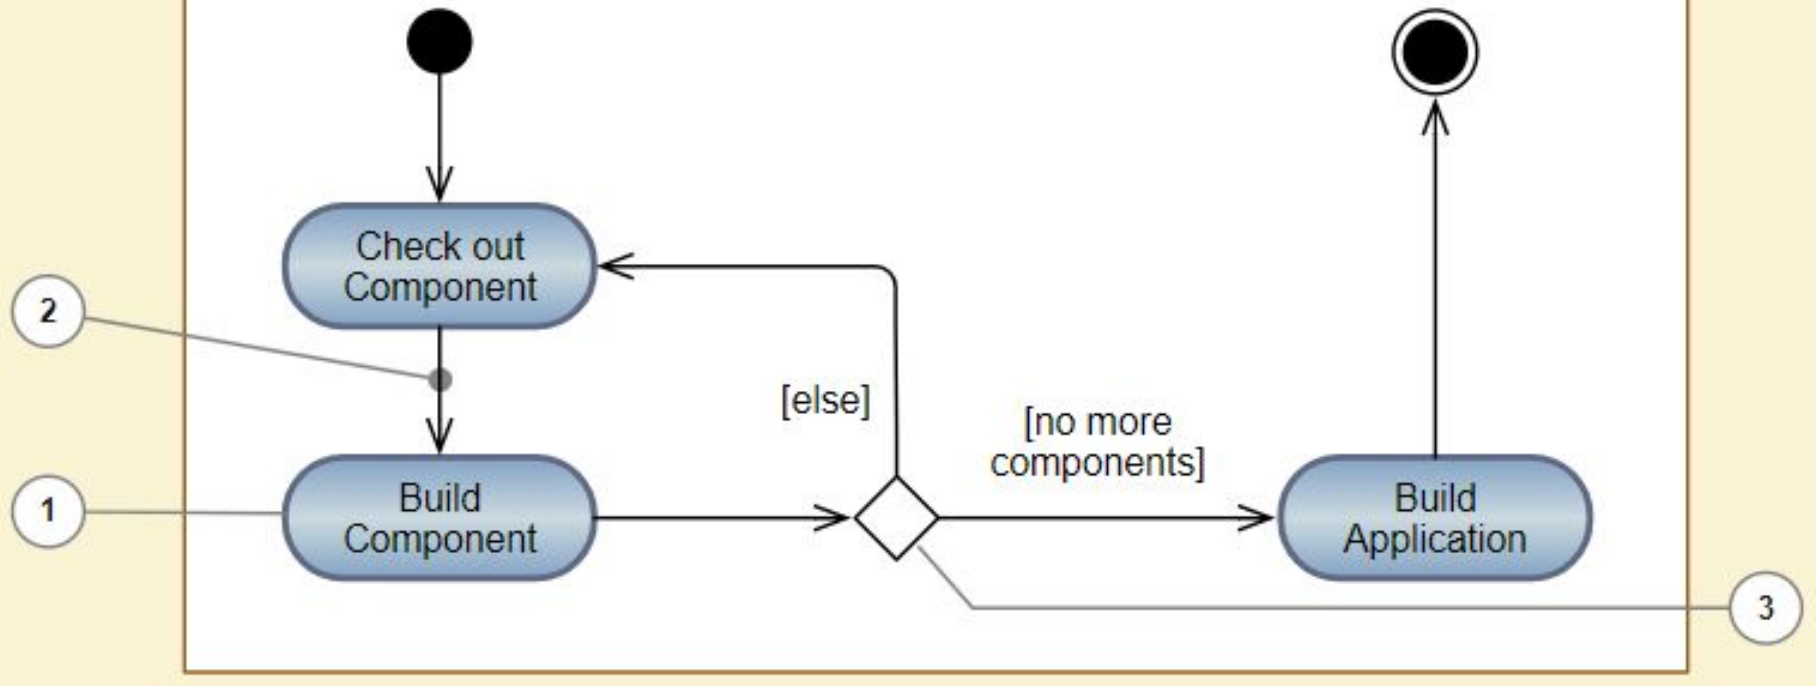 Check out
Component
2
[else]
[no more
components]
1
Build
Component
Build
Application
3